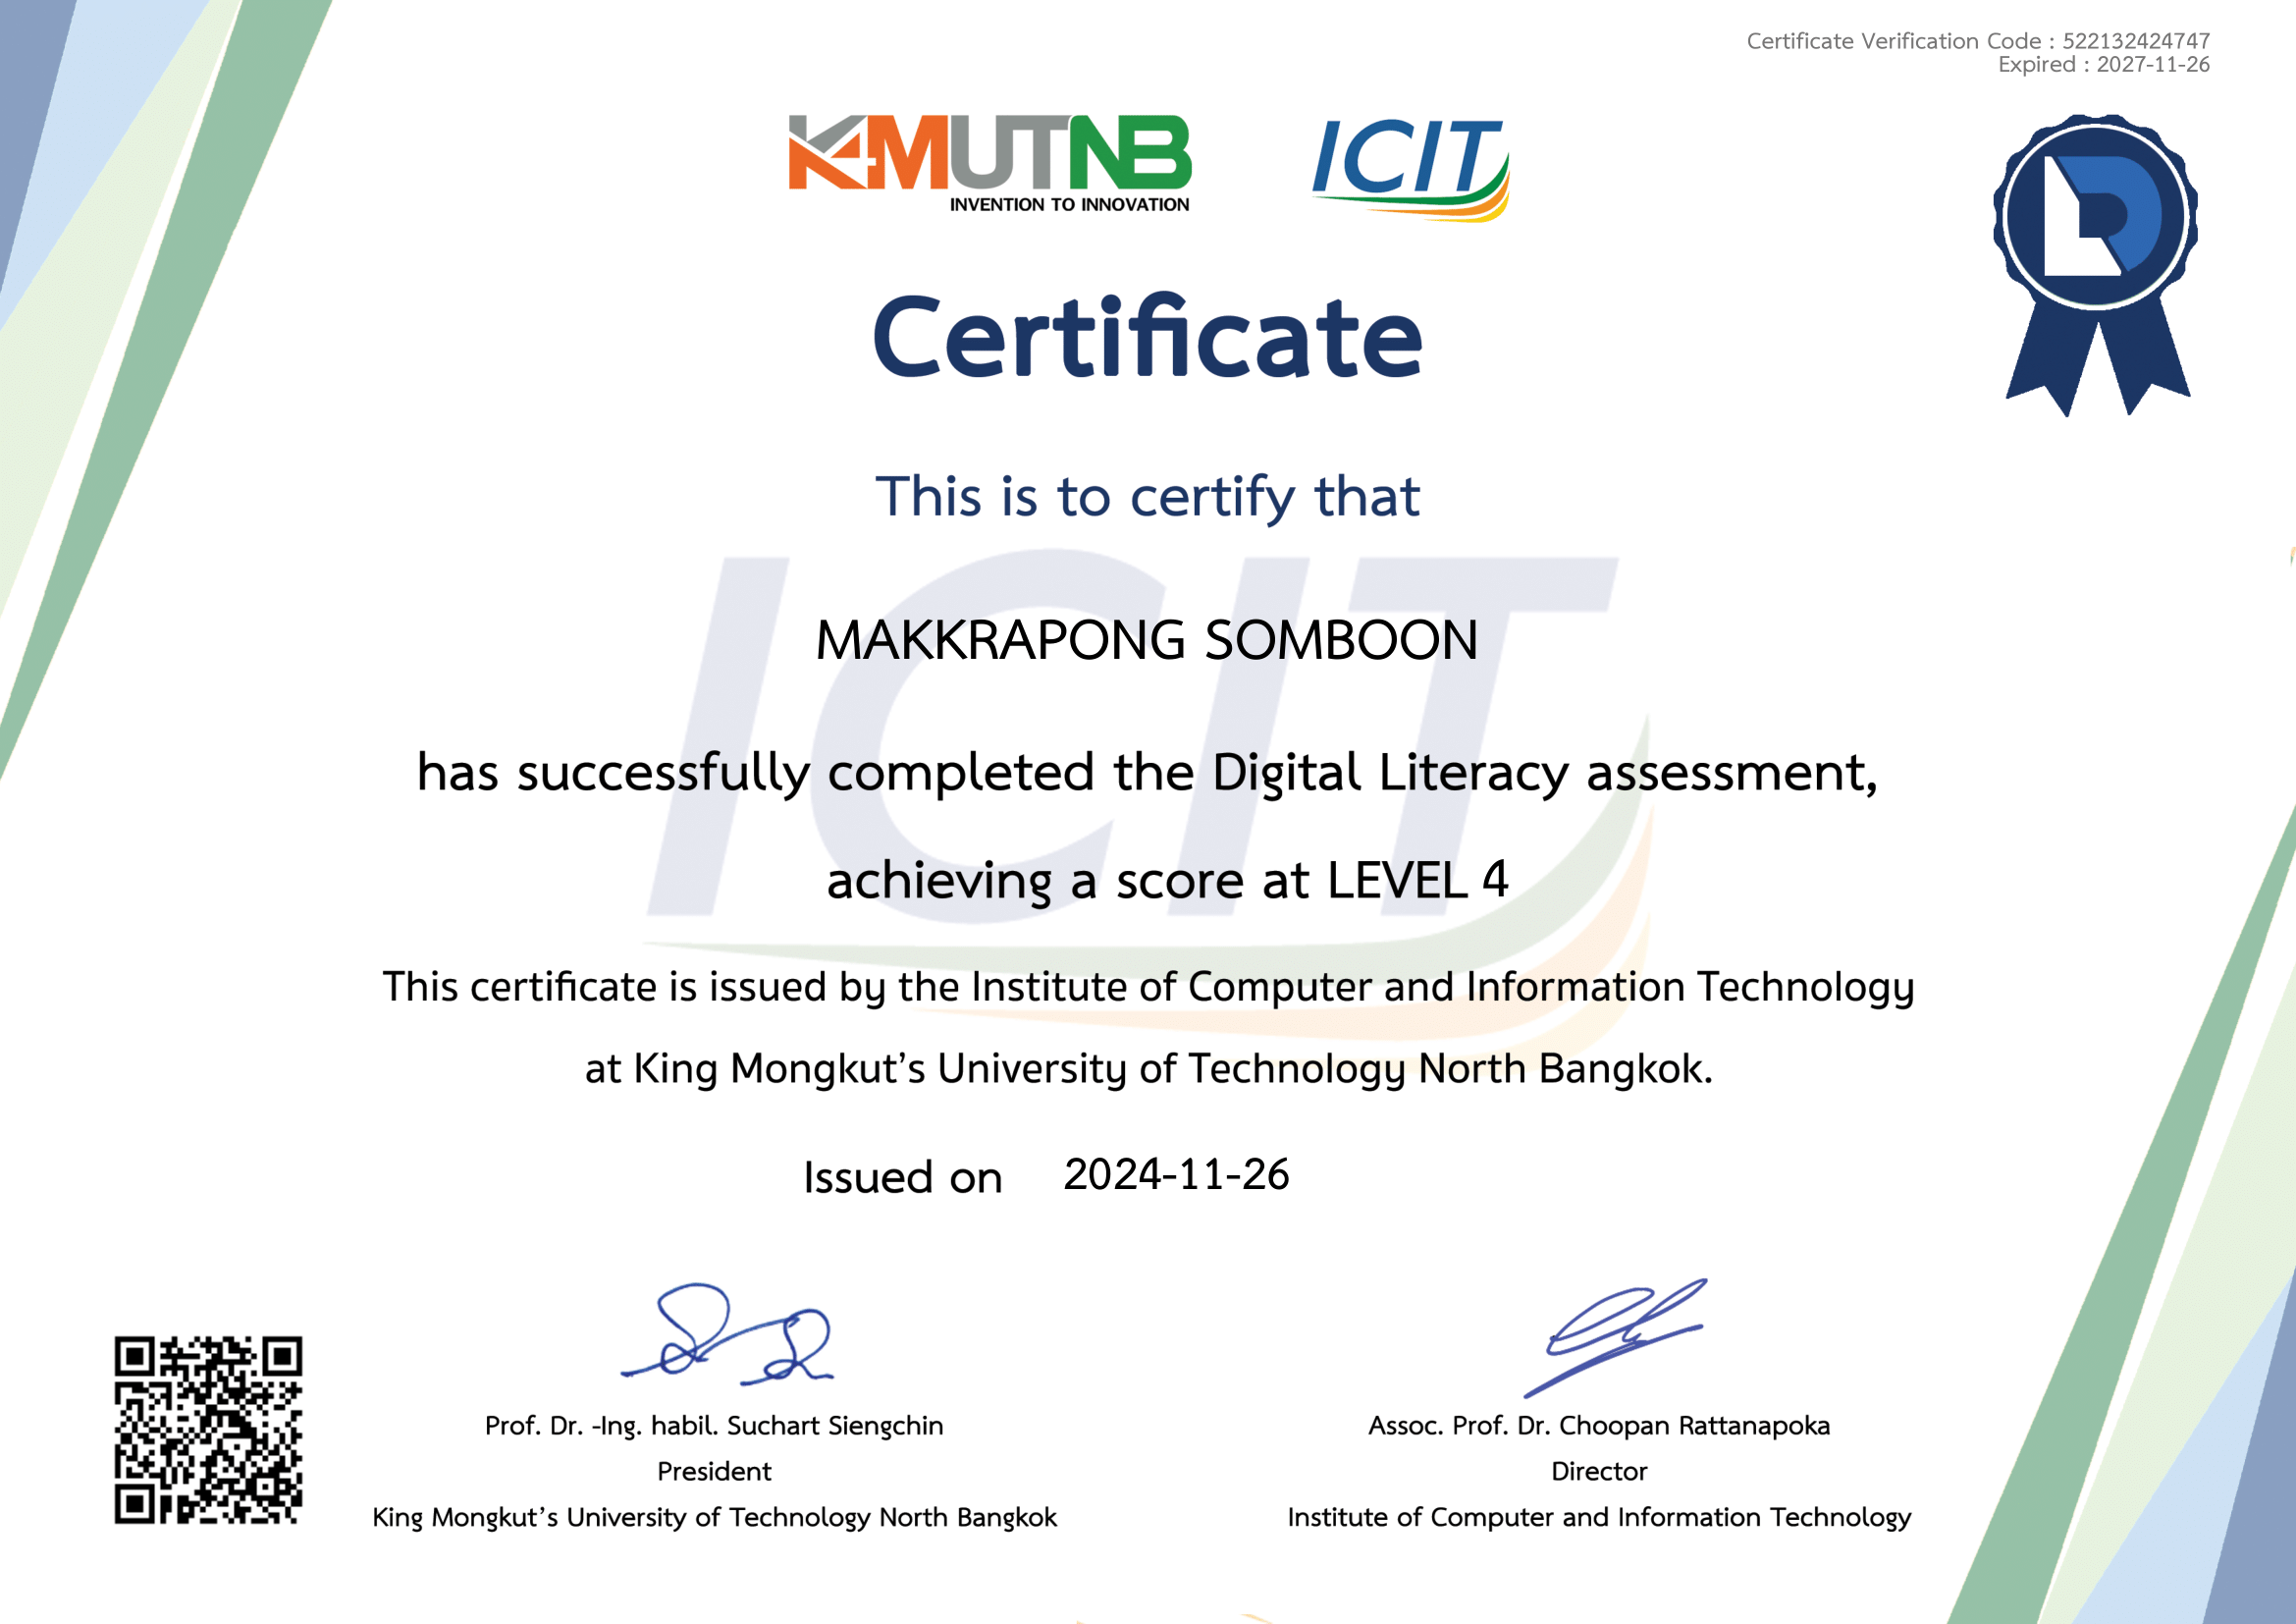 Certificate Verification Code : 522132424747
Expired : 2027-11-26
KMUTNB
INVENTION TO INNOVATION
ICIT
Certificate
This is to certify that
ICIT
MAKKRAPONG SOMBOON
has successfully completed the Digital Literacy assessment,
achieving a score at LEVEL 4
This certificate is issued by the Institute of Computer and Information Technology
at King Mongkut’s University of Technology North Bangkok.
Issued on 2024-11-26
Prof. Dr. -Ing. habil. Suchart Siengchin
President
King Mongkut’s University of Technology North Bangkok
Assoc. Prof. Dr. Choopan Rattanapoka
Director
Institute of Computer and Information Technology